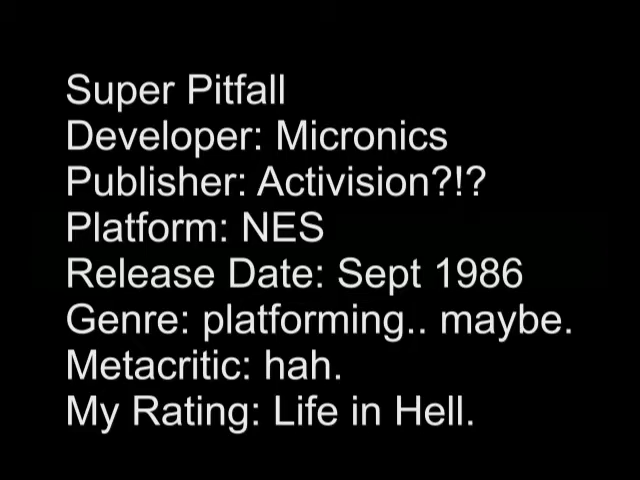 Super Pitfall
Developer: Micronics
Publisher: Activision?!?
Platform: NES
Release Date: Sept 1986
Genre: platforming.. maybe.
Metacritic: hah.
My Rating: Life in Hell.